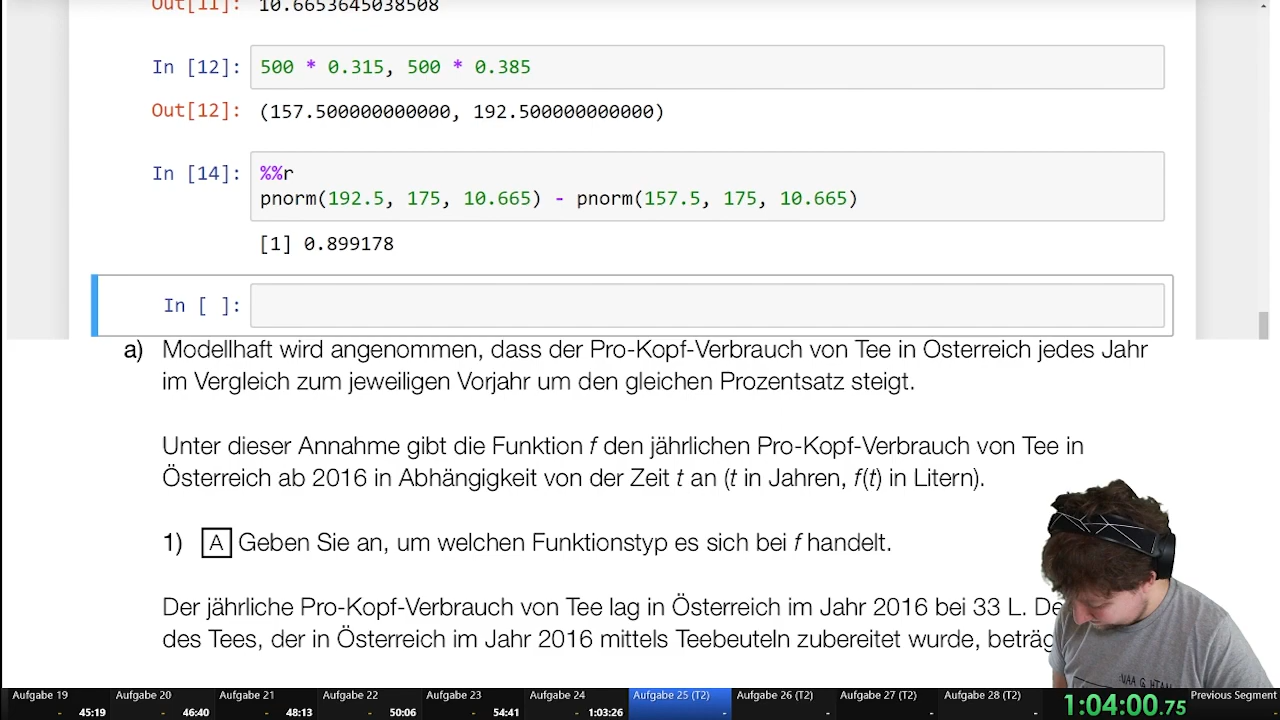 Out[11]: 10.6653645038508
In [12]: 500 * 0.315, 500 * 0.385
Out[12]: (157.500000000000, 192.500000000000)
In [14]: %%r
pnorm(192.5, 175, 10.665) - pnorm(157.5, 175, 10.665)
[1] 0.899178
In [ ]:
a) Modellhaft wird angenommen, dass der Pro-Kopf-Verbrauch von Tee in Österreich jedes Jahr
im Vergleich zum jeweiligen Vorjahr um den gleichen Prozentsatz steigt.
Unter dieser Annahme gibt die Funktion f den jährlichen Pro-Kopf-Verbrauch von Tee in
Österreich ab 2016 in Abhängigkeit von der Zeit t an (t in Jahren, f(t) in Litern).
1) A Geben Sie an, um welchen Funktionstyp es sich bei f handelt.
Der jährliche Pro-Kopf-Verbrauch von Tee lag in Österreich im Jahr 2016 bei 33 L. De
des Tees, der in Österreich im Jahr 2016 mittels Teebeuteln zubereitet wurde, beträg
Aufgabe 19 Aufgabe 20 Aufgabe 21 Aufgabe 22 Aufgabe 23 Aufgabe 24 Aufgabe 25 (T2) Aufgabe 26 (T2) Aufgabe 27 (T2) Aufgabe 28 (T2) 1:04:00.75 Previous Segment
- 45:19 - 46:40 - 48:13 - 50:06 - 54:41 - 1:03:26 - - - - -